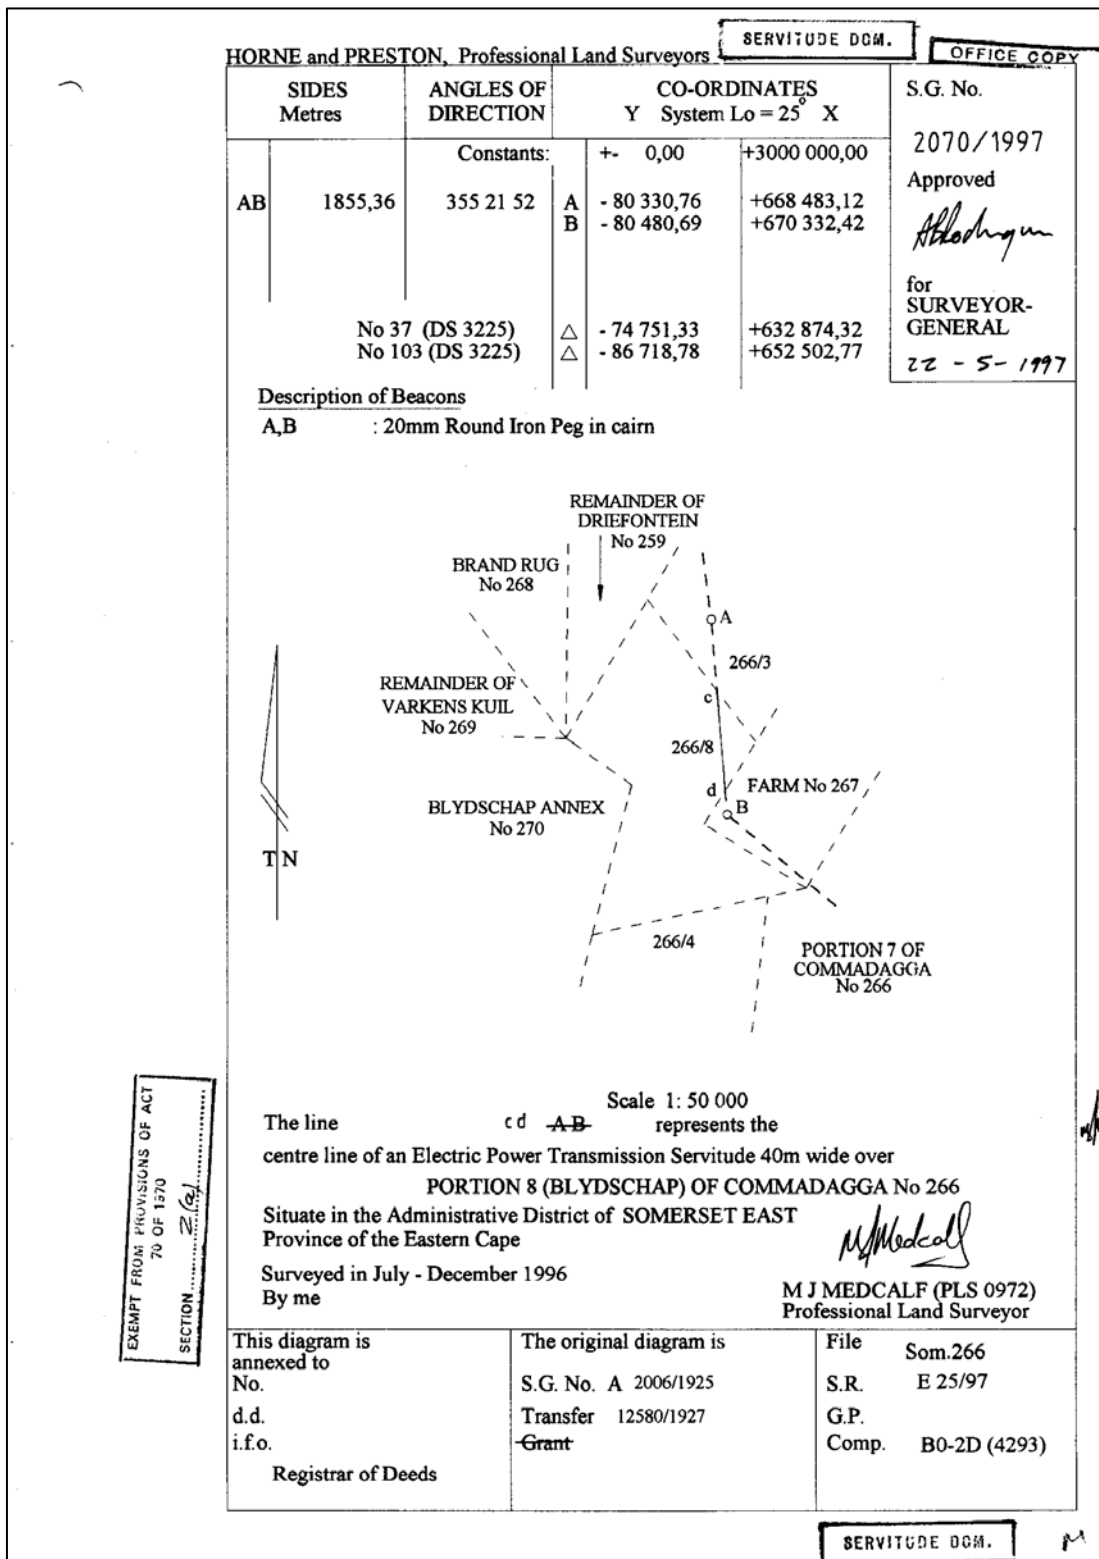 SERVITUDE DGM.
OFFICE COPY
HORNE and PRESTON, Professional Land Surveyors
SIDES
Metres
ANGLES OF
DIRECTION
CO-ORDINATES
Y System Lo = 25° X
S.G. No.
2070/1997
Approved
for
SURVEYOR-
GENERAL
22 - 5 - 1997
Constants: +- 0,00 +3000 000,00
AB 1855,36 355 21 52 A - 80 330,76 +668 483,12
B - 80 480,69 +670 332,42
No 37 (DS 3225) △ - 74 751,33 +632 874,32
No 103 (DS 3225) △ - 86 718,78 +652 502,77
Description of Beacons
A,B : 20mm Round Iron Peg in cairn
REMAINDER OF
DRIEFONTEIN
No 259
BRAND RUG
No 268
A
266/3
REMAINDER OF
VARKENS KUIL
No 269
c
266/8
d
B
FARM No 267
BLYDSCHAP ANNEX
No 270
T N
266/4
PORTION 7 OF
COMMADAGGA
No 266
Scale 1: 50 000
The line cd AB represents the
centre line of an Electric Power Transmission Servitude 40m wide over
PORTION 8 (BLYDSCHAP) OF COMMADAGGA No 266
Situate in the Administrative District of SOMERSET EAST
Province of the Eastern Cape
Surveyed in July - December 1996
By me
M J Medcalf
M J MEDCALF (PLS 0972)
Professional Land Surveyor
EXEMPT FROM PROVISIONS OF ACT
70 OF 1970
SECTION 2(a)
This diagram is
annexed to
No.
d.d.
i.f.o.
Registrar of Deeds
The original diagram is
S.G. No. A 2006/1925
Transfer 12580/1927
Grant
File Som.266
S.R. E 25/97
G.P.
Comp. B0-2D (4293)
SERVITUDE DGM.